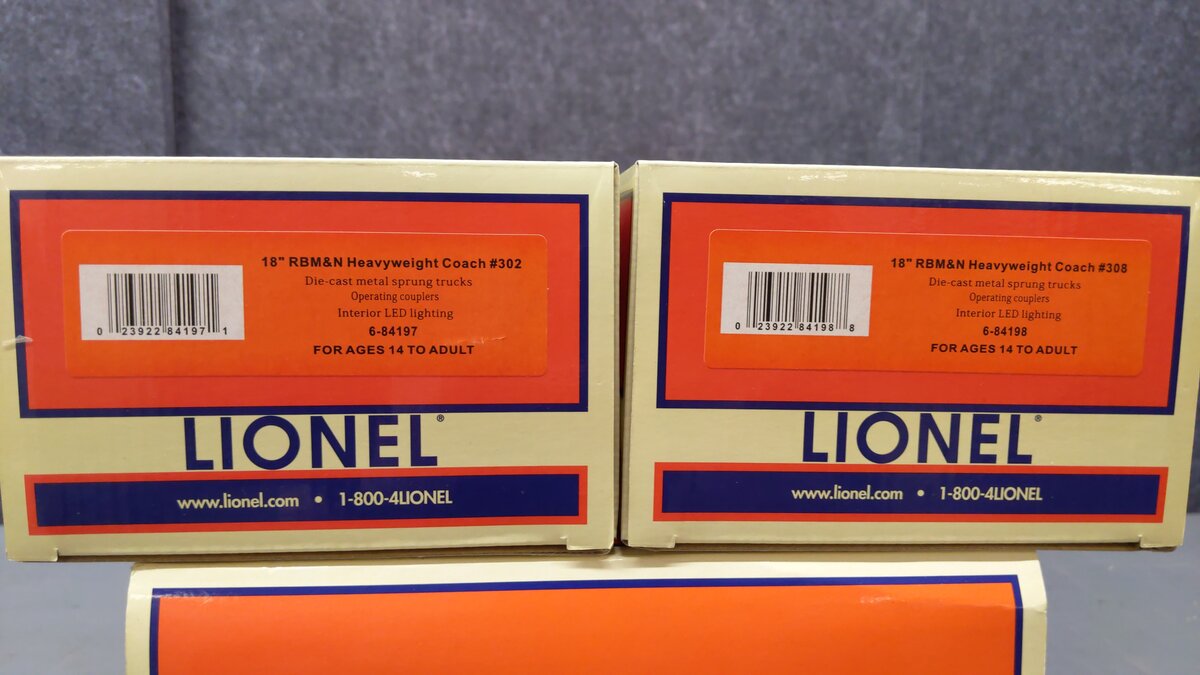 18" RBM&N Heavyweight Coach #302
Die-cast metal sprung trucks
Operating couplers
Interior LED lighting
6-84197
FOR AGES 14 TO ADULT
0 23922 84197 1
LIONEL®
www.lionel.com • 1-800-4LIONEL
18" RBM&N Heavyweight Coach #308
Die-cast metal sprung trucks
Operating couplers
Interior LED lighting
6-84198
FOR AGES 14 TO ADULT
0 23922 84198 8
LIONEL®
www.lionel.com • 1-800-4LIONEL